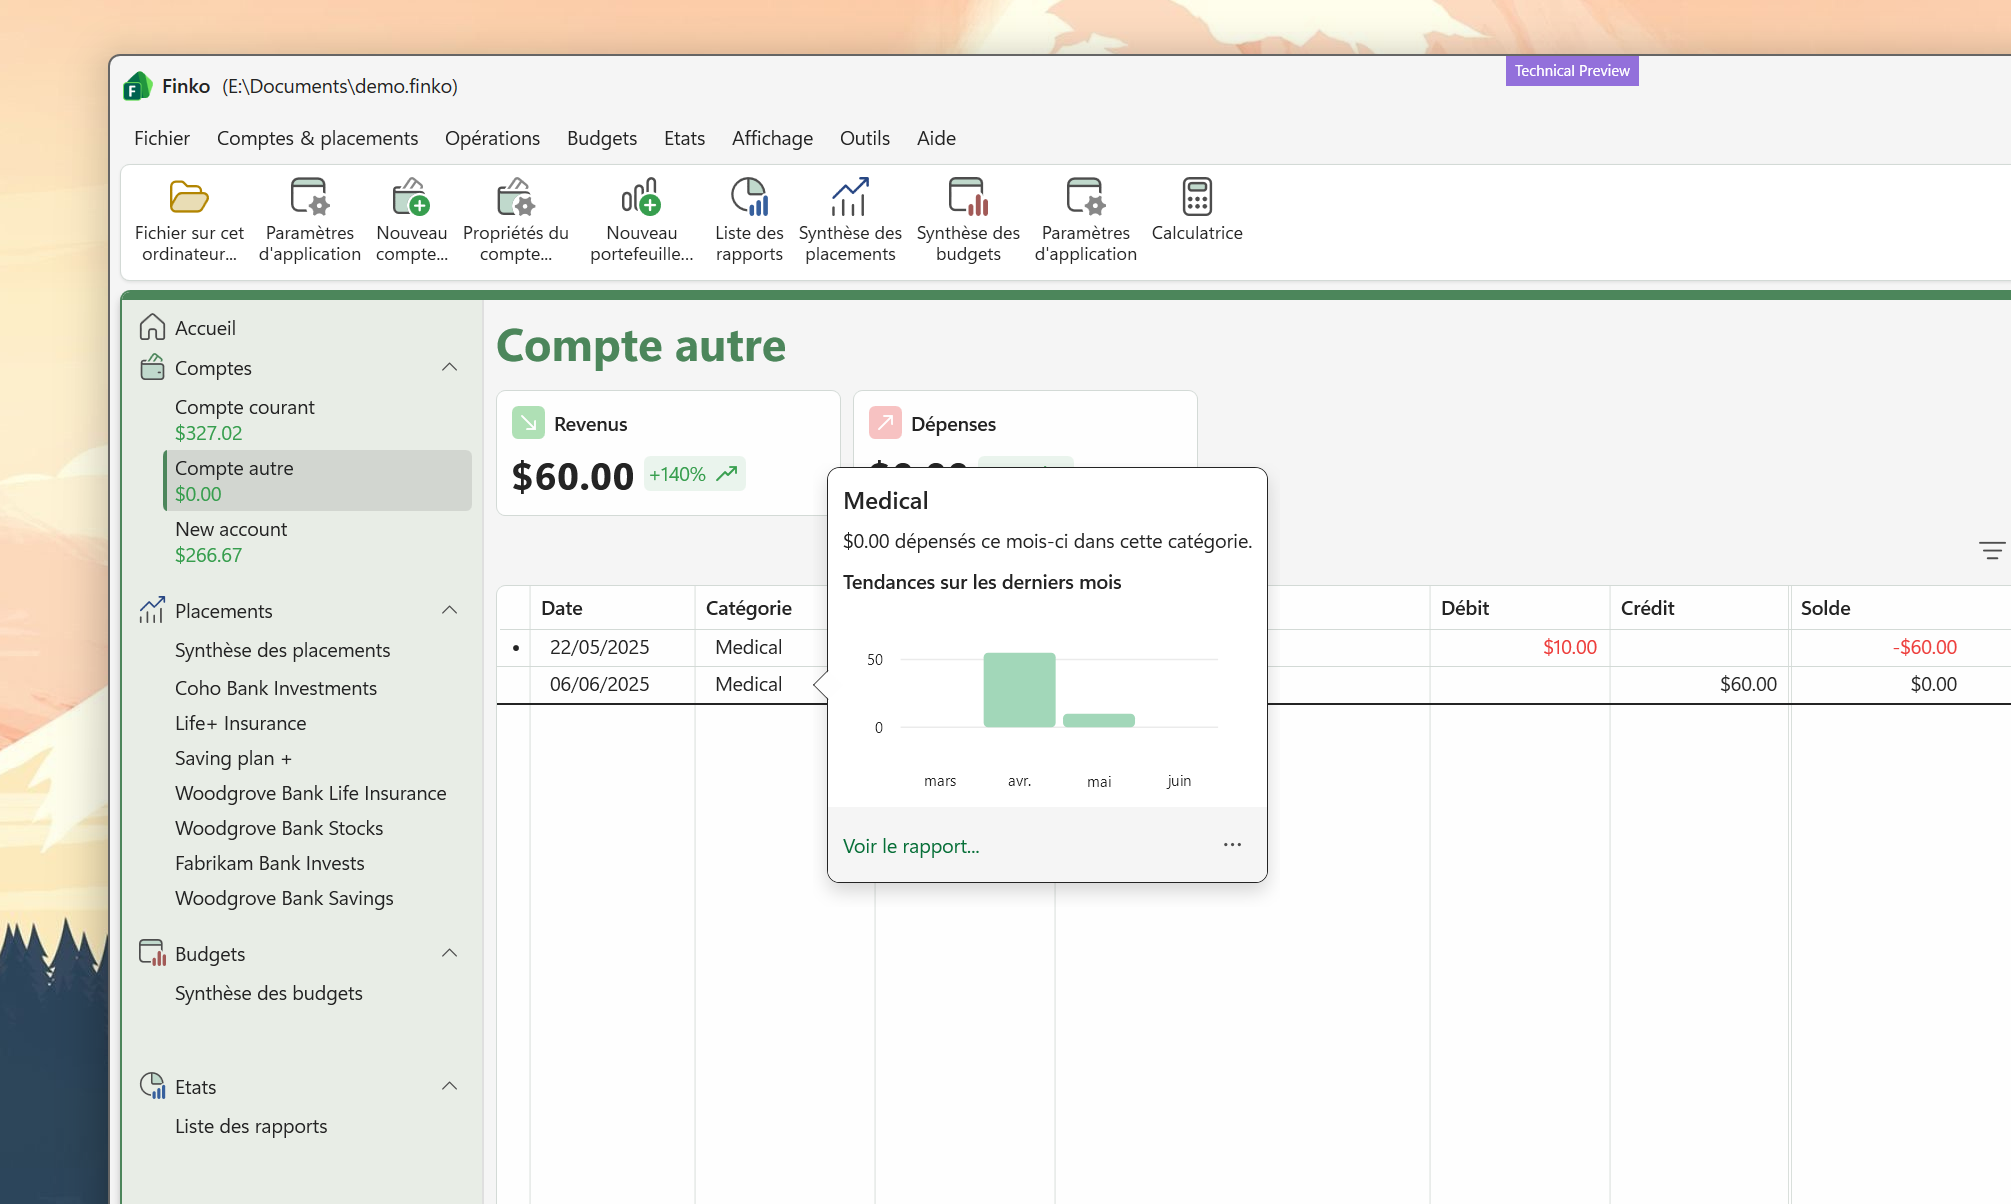 Finko (E:\Documents\demo.finko)
Technical Preview
Fichier Comptes & placements Opérations Budgets Etats Affichage Outils Aide
Fichier sur cet ordinateur...
Paramètres d'application
Nouveau compte...
Propriétés du compte...
Nouveau portefeuille...
Liste des rapports
Synthèse des placements
Synthèse des budgets
Paramètres d'application
Calculatrice
Accueil
Comptes
Compte courant
$327.02
Compte autre
$0.00
New account
$266.67
Placements
Synthèse des placements
Coho Bank Investments
Life+ Insurance
Saving plan +
Woodgrove Bank Life Insurance
Woodgrove Bank Stocks
Fabrikam Bank Invests
Woodgrove Bank Savings
Budgets
Synthèse des budgets
Etats
Liste des rapports
Compte autre
Revenus
$60.00 +140%
Dépenses
Date Catégorie Débit Crédit Solde
• 22/05/2025 Medical $10.00 -$60.00
06/06/2025 Medical $60.00 $0.00
Medical
$0.00 dépensés ce mois-ci dans cette catégorie.
Tendances sur les derniers mois
50
0
mars avr. mai juin
Voir le rapport...